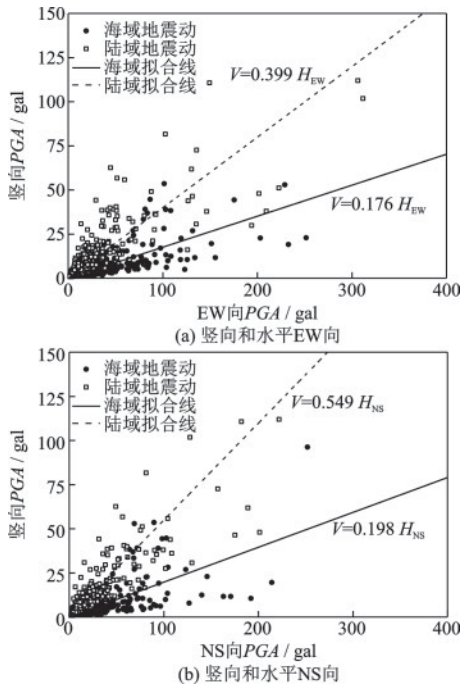 150
125
100
75
50
25
0
竖向PGA / gal
海域地震动
陆域地震动
海域拟合线
陆域拟合线
V=0.399 H_EW
V=0.176 H_EW
0 100 200 300 400
EW向PGA / gal
(a) 竖向和水平EW向
150
125
100
75
50
25
0
竖向PGA / gal
海域地震动
陆域地震动
海域拟合线
陆域拟合线
V=0.549 H_NS
V=0.198 H_NS
0 100 200 300 400
NS向PGA / gal
(b) 竖向和水平NS向